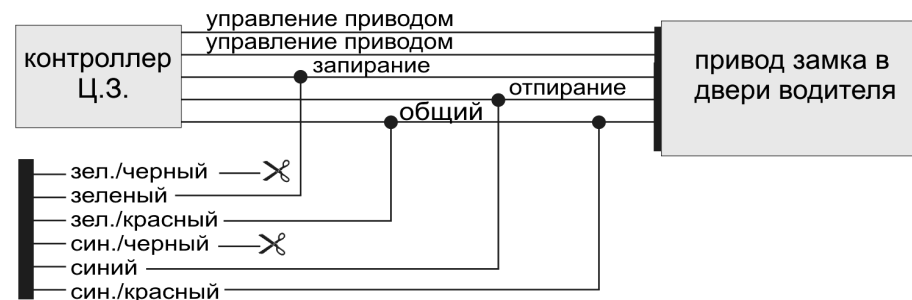 управление приводом
управление приводом
контроллер
Ц.З.
запирание
отпирание
общий
привод замка в
двери водителя
зел./черный
зеленый
зел./красный
син./черный
синий
син./красный